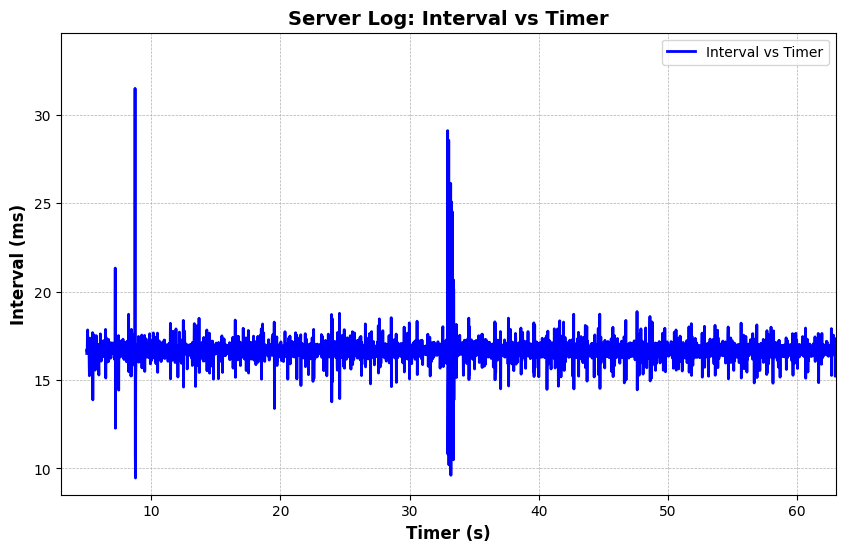 Server Log: Interval vs Timer
Interval vs Timer
30
25
20
15
10
Interval (ms)
10 20 30 40 50 60
Timer (s)